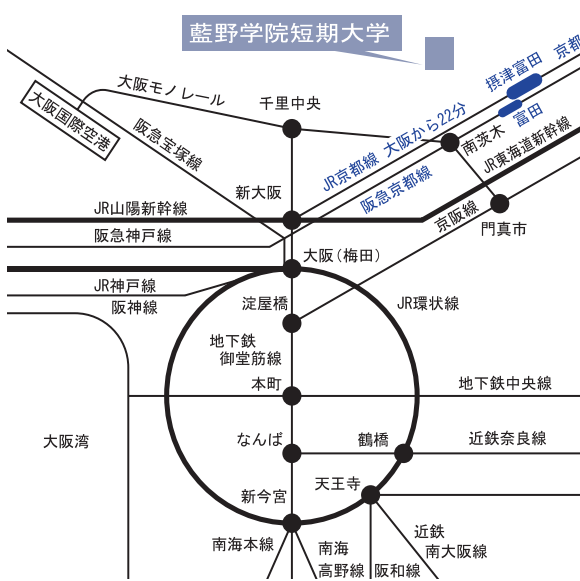 藍野学院短期大学
京都
摂津富田
富田
大阪モノレール
大阪国際空港
千里中央
JR京都線 大阪から22分
南茨木
JR東海道新幹線
阪急宝塚線
新大阪
阪急京都線
JR山陽新幹線
阪急神戸線
京阪線
門真市
大阪(梅田)
JR神戸線
阪神線
淀屋橋
JR環状線
地下鉄
御堂筋線
本町
地下鉄中央線
大阪湾
なんば
鶴橋
近鉄奈良線
新今宮
天王寺
南海本線
南海
高野線
阪和線
近鉄
南大阪線